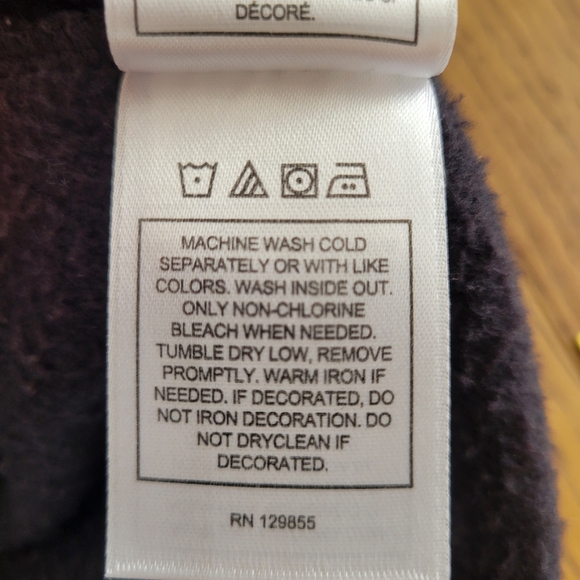 DÉCORÉ.
MACHINE WASH COLD
SEPARATELY OR WITH LIKE
COLORS. WASH INSIDE OUT.
ONLY NON-CHLORINE
BLEACH WHEN NEEDED.
TUMBLE DRY LOW, REMOVE
PROMPTLY. WARM IRON IF
NEEDED. IF DECORATED, DO
NOT IRON DECORATION. DO
NOT DRYCLEAN IF
DECORATED.
RN 129855